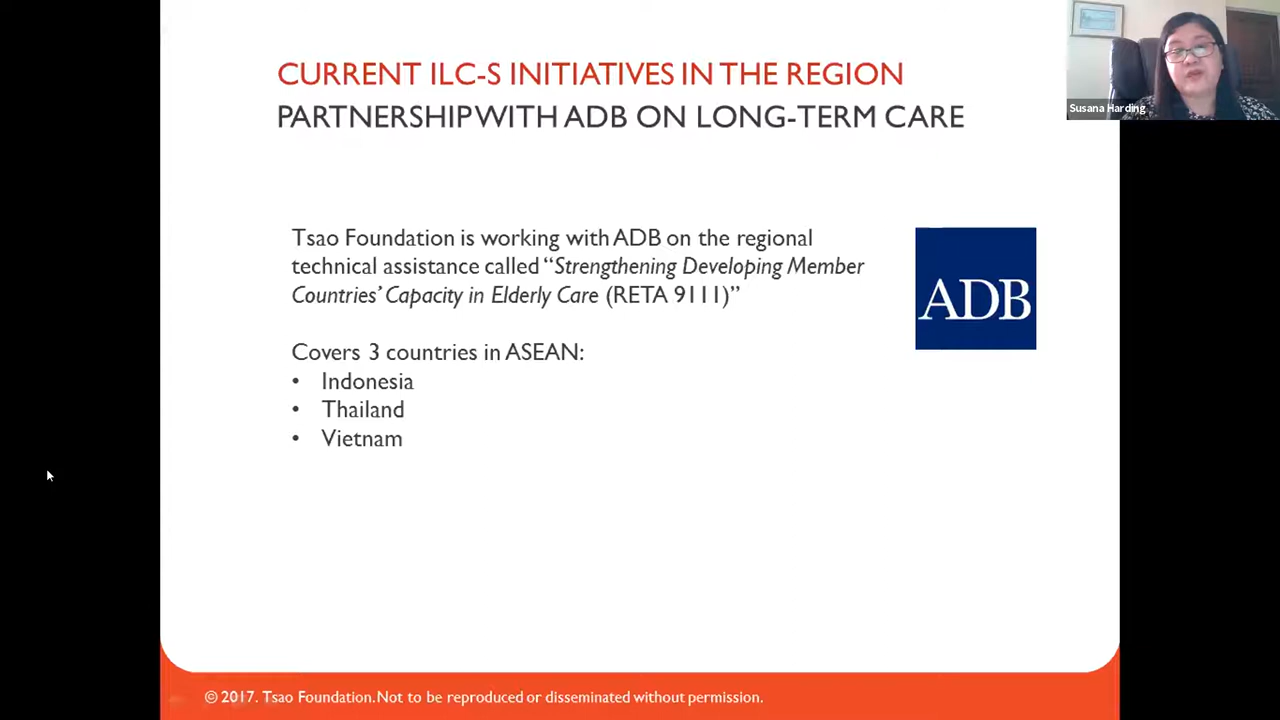 CURRENT ILC-S INITIATIVES IN THE REGION
PARTNERSHIP WITH ADB ON LONG-TERM CARE
Susana Harding
Tsao Foundation is working with ADB on the regional
technical assistance called “Strengthening Developing Member
Countries’ Capacity in Elderly Care (RETA 9111)”
ADB
Covers 3 countries in ASEAN:
• Indonesia
• Thailand
• Vietnam
© 2017. Tsao Foundation. Not to be reproduced or disseminated without permission.